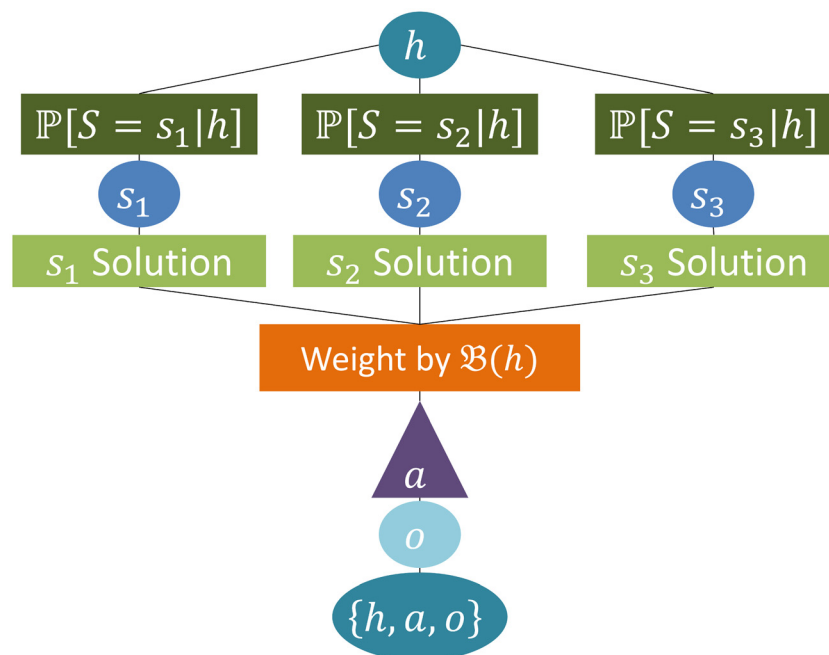 h
ℙ[S = s₁|h] ℙ[S = s₂|h] ℙ[S = s₃|h]
s₁ s₂ s₃
s₁ Solution s₂ Solution s₃ Solution
Weight by 𝔅(h)
a
o
{h, a, o}